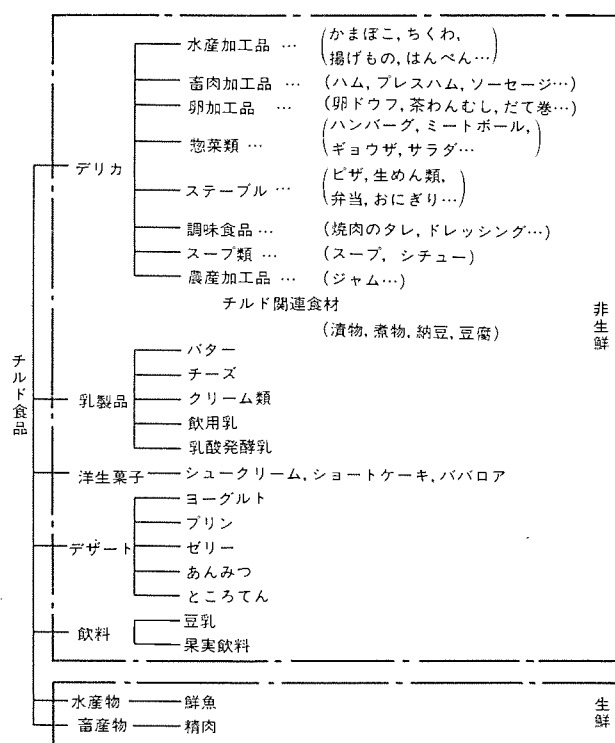 水産加工品 … (かまぼこ, ちくわ,
揚げもの, はんぺん…)
畜肉加工品 … (ハム, プレスハム, ソーセージ…)
卵加工品 … (卵ドウフ, 茶わんむし, だて巻…)
惣菜類 … (ハンバーグ, ミートボール,
ギョウザ, サラダ…)
デリカ
ステーブル … (ピザ, 生めん類,
弁当, おにぎり…)
調味食品 … (焼肉のタレ, ドレッシング…)
スープ類 … (スープ, シチュー)
農産加工品 … (ジャム…)
チルド関連食材
(漬物, 煮物, 納豆, 豆腐)
非生鮮
チルド食品
バター
チーズ
乳製品 クリーム類
飲用乳
乳酸発酵乳
洋生菓子 シュークリーム, ショートケーキ, ババロア
ヨーグルト
プリン
デザート ゼリー
あんみつ
ところてん
豆乳
飲料
果実飲料
水産物 鮮魚
畜産物 精肉
生鮮